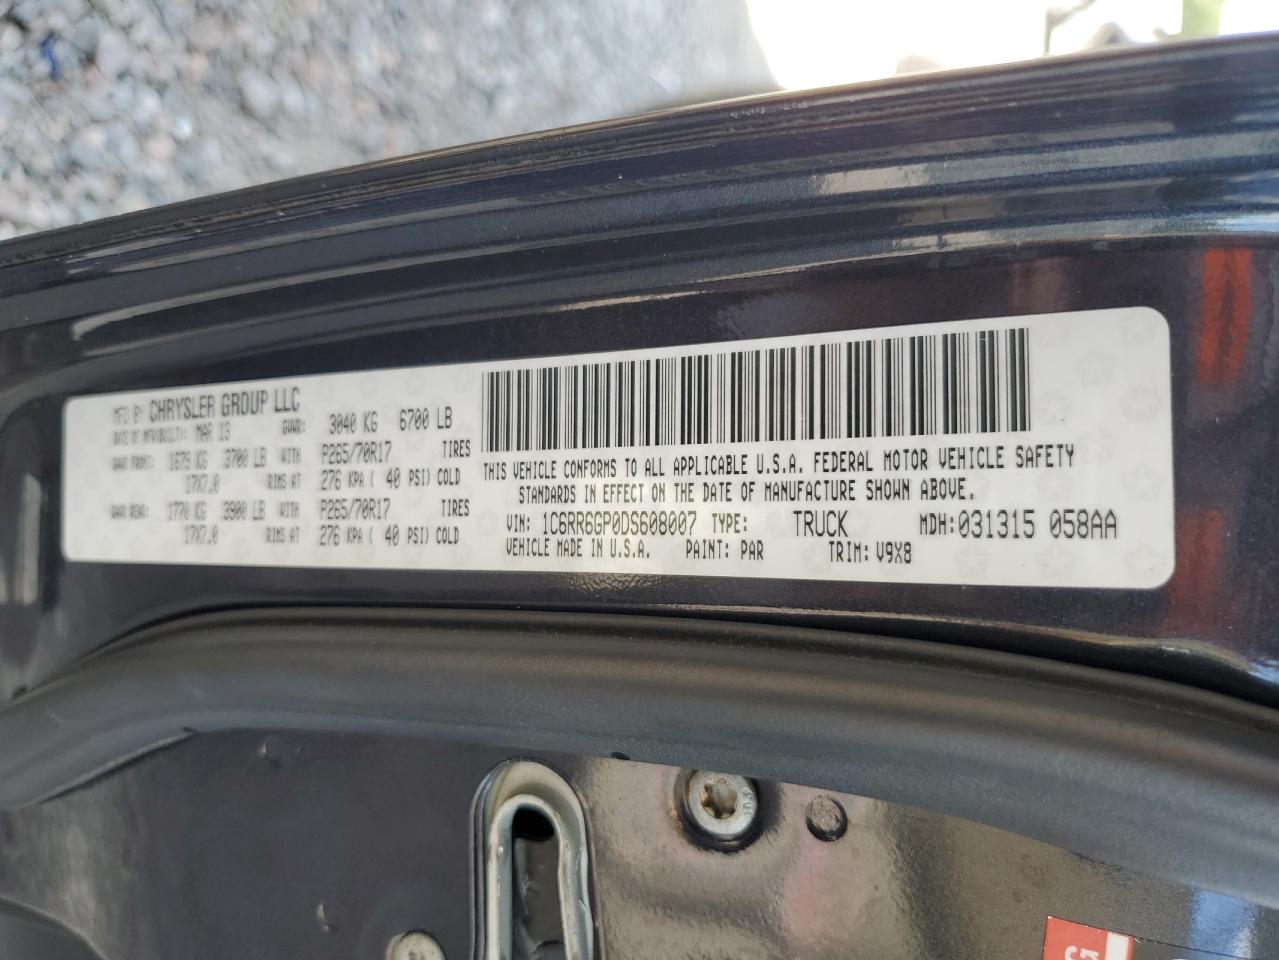 MFD BY CHRYSLER GROUP LLC
DATE OF MFR(BUILT): MAR 13 GVWR: 3040 KG 6700 LB
GAWR FRONT: 1675 KG 3700 LB WITH P265/70R17 TIRES
17X7.0 RIMS AT 276 KPA ( 40 PSI) COLD
GAWR REAR: 1770 KG 3900 LB WITH P265/70R17 TIRES
17X7.0 RIMS AT 276 KPA ( 40 PSI) COLD
THIS VEHICLE CONFORMS TO ALL APPLICABLE U.S.A. FEDERAL MOTOR VEHICLE SAFETY
STANDARDS IN EFFECT ON THE DATE OF MANUFACTURE SHOWN ABOVE.
VIN: 1C6RR6GP0DS608007 TYPE: TRUCK MDH: 031315 058AA
VEHICLE MADE IN U.S.A. PAINT: PAR TRIM: V9X8